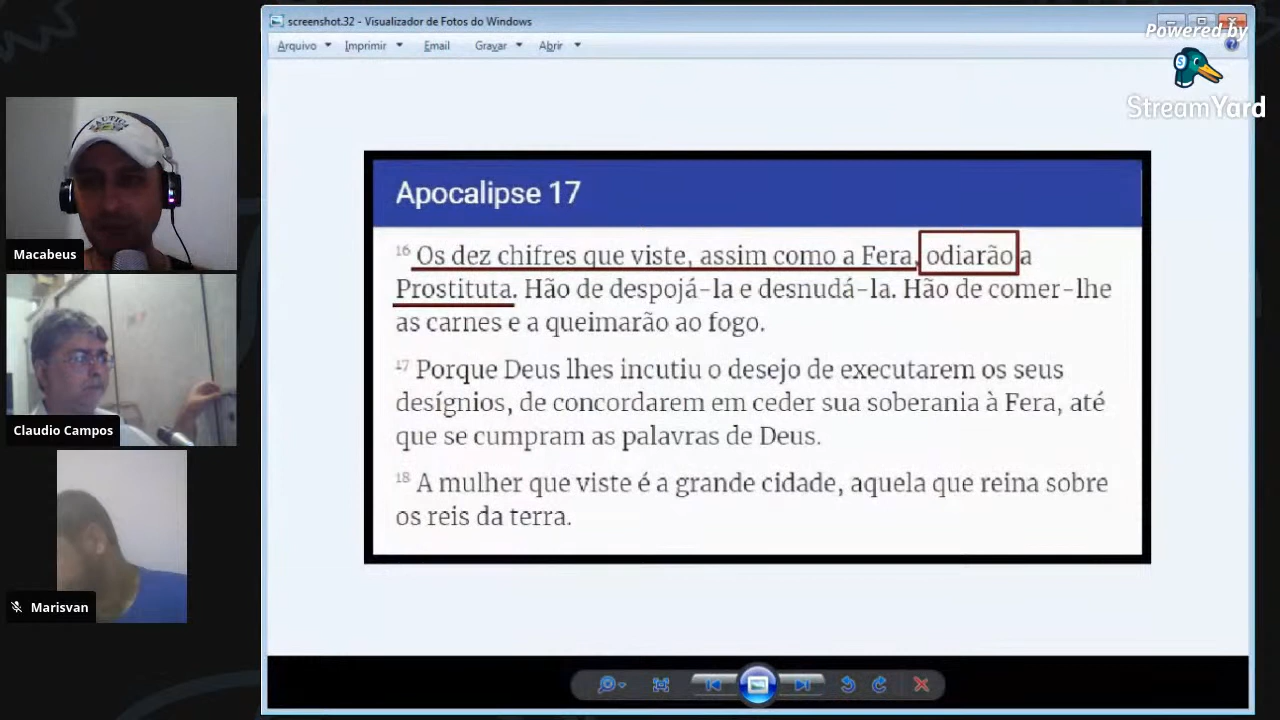 screenshot.32 - Visualizador de Fotos do Windows
Arquivo Imprimir Email Gravar Abrir
Powered by
StreamYard
Macabeus
Claudio Campos
Marisvan
Apocalipse 17
16 Os dez chifres que viste, assim como a Fera, odiarão a
Prostituta. Hão de despojá-la e desnudá-la. Hão de comer-lhe
as carnes e a queimarão ao fogo.
17 Porque Deus lhes incutiu o desejo de executarem os seus
desígnios, de concordarem em ceder sua soberania à Fera, até
que se cumpram as palavras de Deus.
18 A mulher que viste é a grande cidade, aquela que reina sobre
os reis da terra.